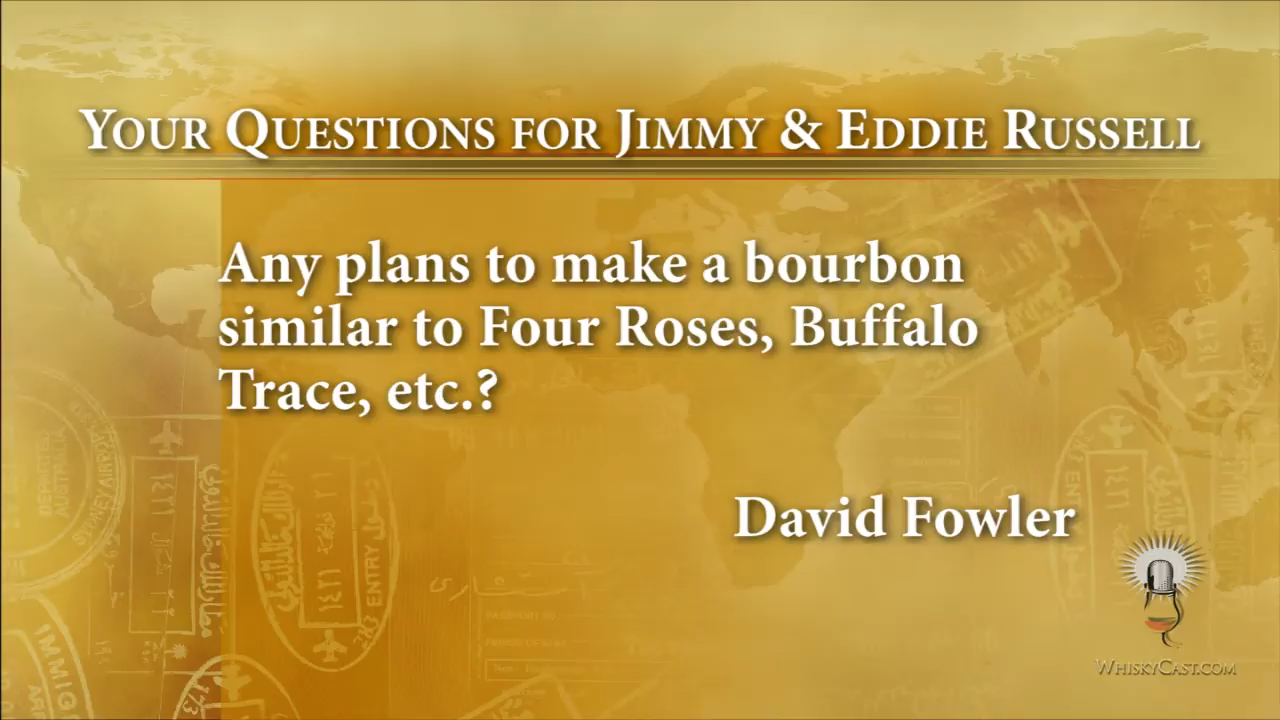 YOUR QUESTIONS FOR JIMMY & EDDIE RUSSELL
Any plans to make a bourbon
similar to Four Roses, Buffalo
Trace, etc.?
David Fowler
WHISKYCAST.COM
ENTRY